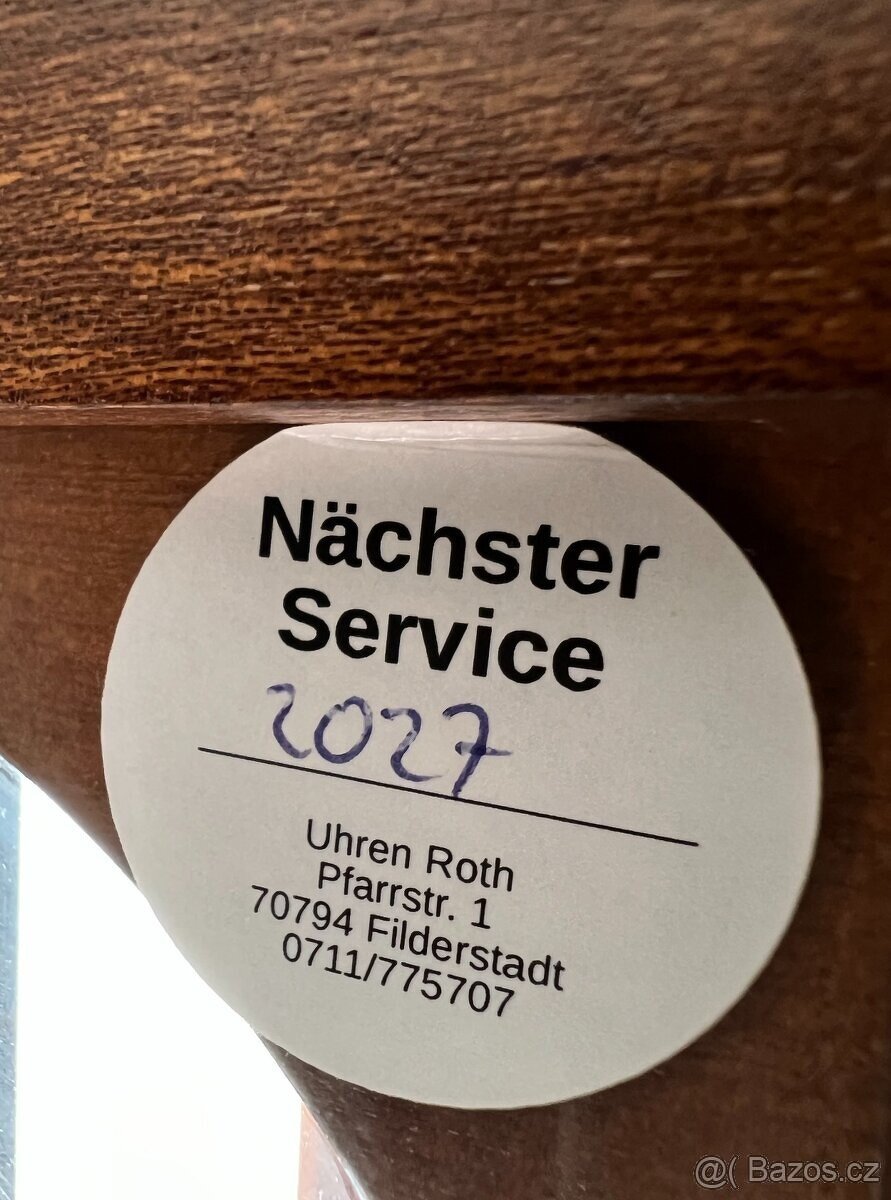 Nächster
Service
2027
Uhren Roth
Pfarrstr. 1
70794 Filderstadt
0711/775707
@( Bazos.cz